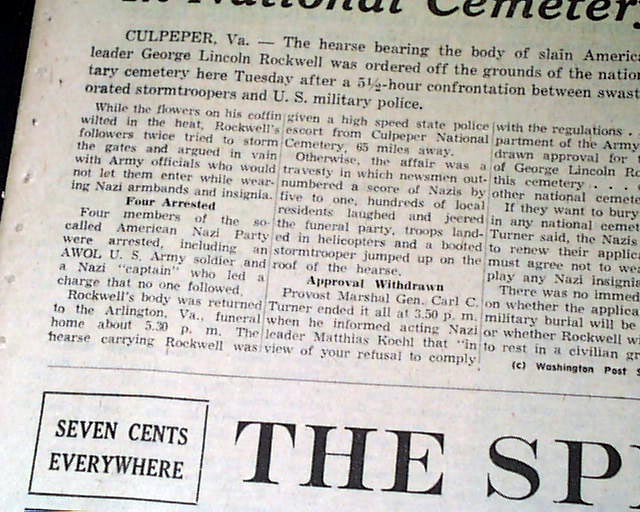 In National Cemeter
CULPEPER, Va. — The hearse bearing the body of slain America
leader George Lincoln Rockwell was ordered off the grounds of the natio
tary cemetery here Tuesday after a 5½-hour confrontation between swast
orated stormtroopers and U. S. military police.
While the flowers on his coffin
wilted in the heat, Rockwell's
followers twice tried to storm
the gates and argued in vain
with Army officials who would
not let them enter while wear-
ing Nazi armbands and insignia.
Four Arrested
Four members of the so-
called American Nazi Party
were arrested, including an
AWOL U. S. Army soldier and
a Nazi "captain" who led a
charge that no one followed.
Rockwell's body was returned
to the Arlington, Va., funeral
home about 5.30 p. m. The
hearse carrying Rockwell was
given a high speed state police
escort from Culpeper National
Cemetery, 65 miles away.
Otherwise, the affair was a
travesty in which newsmen out-
numbered a score of Nazis by
five to one, hundreds of local
residents laughed and jeered
the funeral party, troops land-
ed in helicopters and a booted
stormtrooper jumped up on the
roof of the hearse.
Approval Withdrawn
Provost Marshal Gen. Carl C.
Turner ended it all at 3.50 p. m.
when he informed acting Nazi
leader Matthias Koehl that "in
view of your refusal to comply
with the regulations . .
partment of the Army
drawn approval for
of George Lincoln Ro
this cemetery . . . .
other national cemete
If they want to bury
in any national cemet
Turner said, the Nazis
to renew their applica
must agree not to we
play any Nazi insignia
There was no immed
on whether the applica
military burial will be
or whether Rockwell wi
to rest in a civilian gr
(c) Washington Post S
SEVEN CENTS
EVERYWHERE
THE SPI